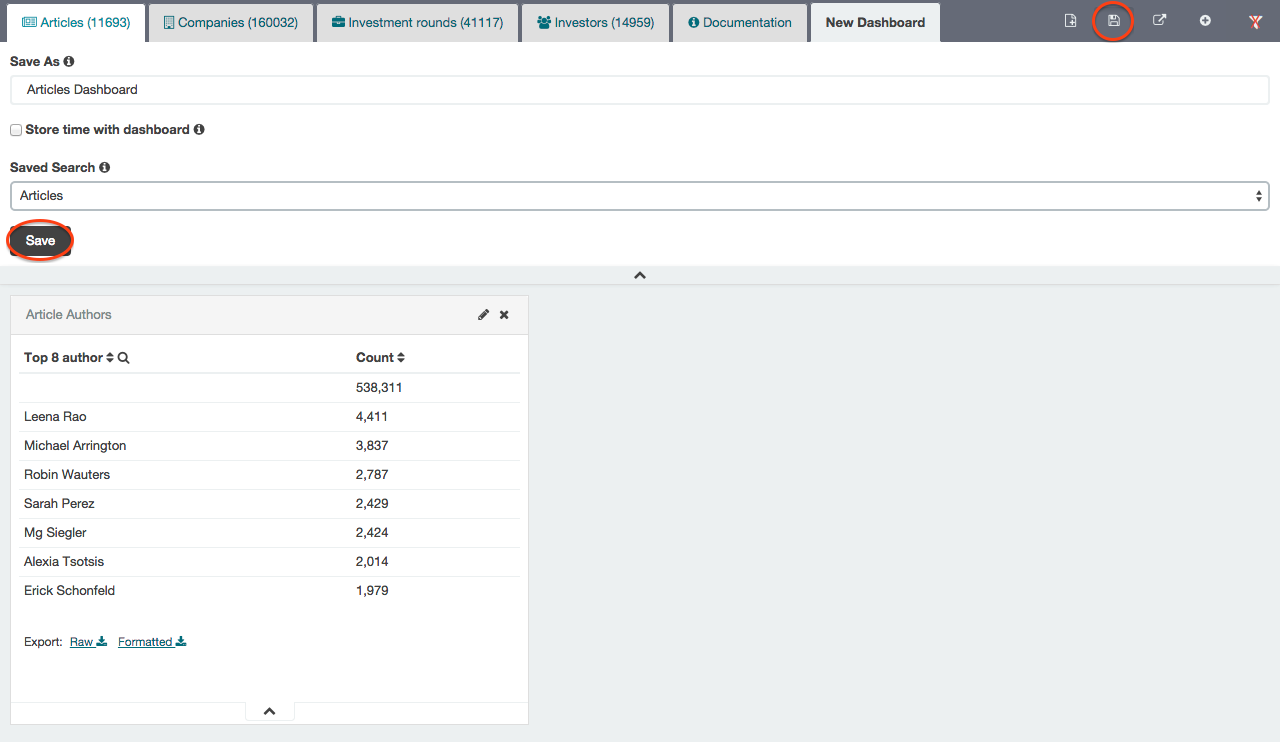 Articles (11693) Companies (160032) Investment rounds (41117) Investors (14959) Documentation New Dashboard
Save As
Articles Dashboard
Store time with dashboard
Saved Search
Articles
Save
Article Authors
Top 8 author Count
538,311
Leena Rao 4,411
Michael Arrington 3,837
Robin Wauters 2,787
Sarah Perez 2,429
Mg Siegler 2,424
Alexia Tsotsis 2,014
Erick Schonfeld 1,979
Export: Raw Formatted